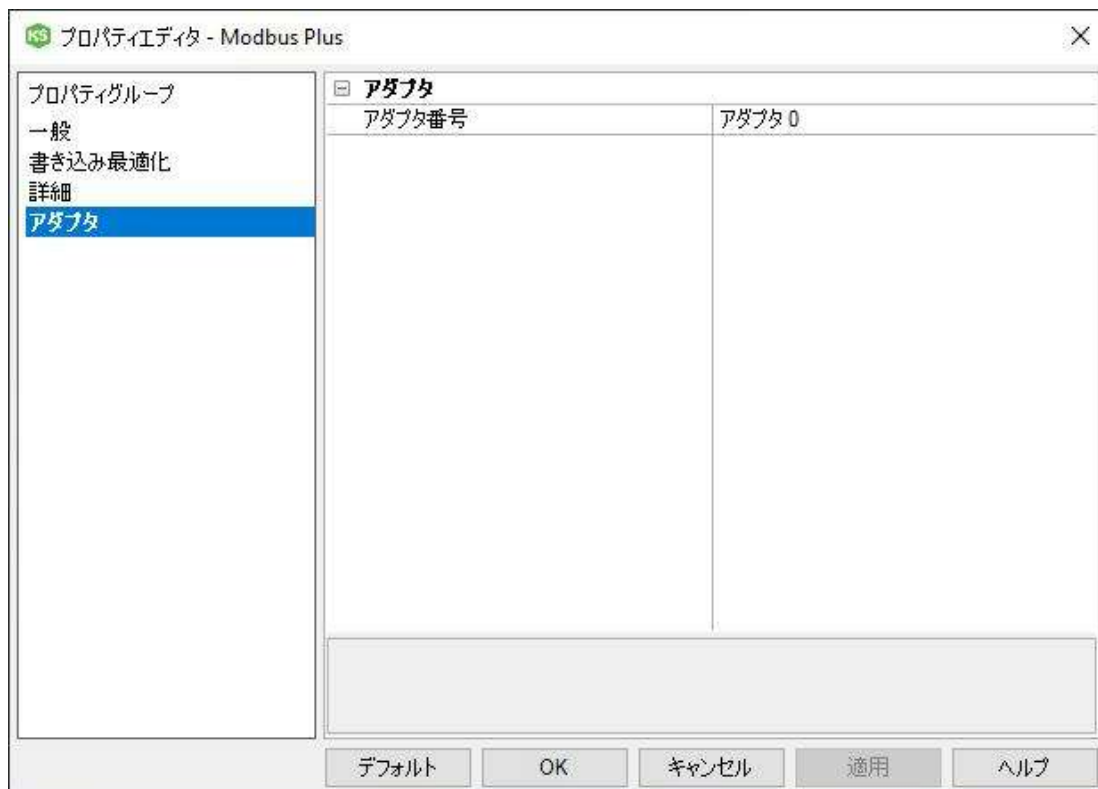 KS プロパティエディタ - Modbus Plus
プロパティグループ
一般
書き込み最適化
詳細
アダプタ
アダプタ
アダプタ番号 アダプタ 0
デフォルト OK キャンセル 適用 ヘルプ